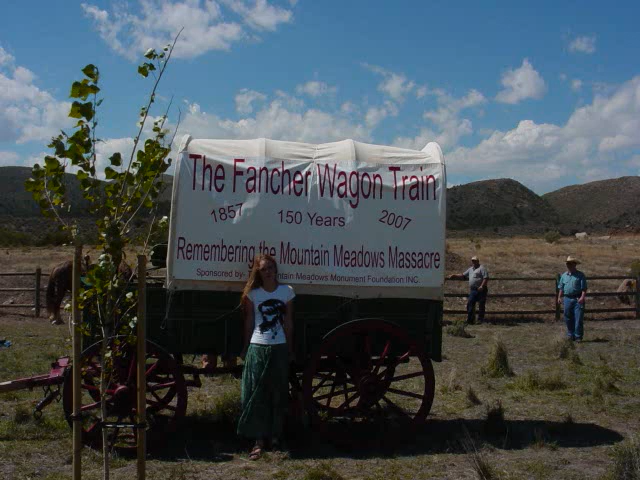 The Fancher Wagon Train
1857 150 Years 2007
Remembering the Mountain Meadows Massacre
Sponsored by: Mountain Meadows Monument Foundation INC.